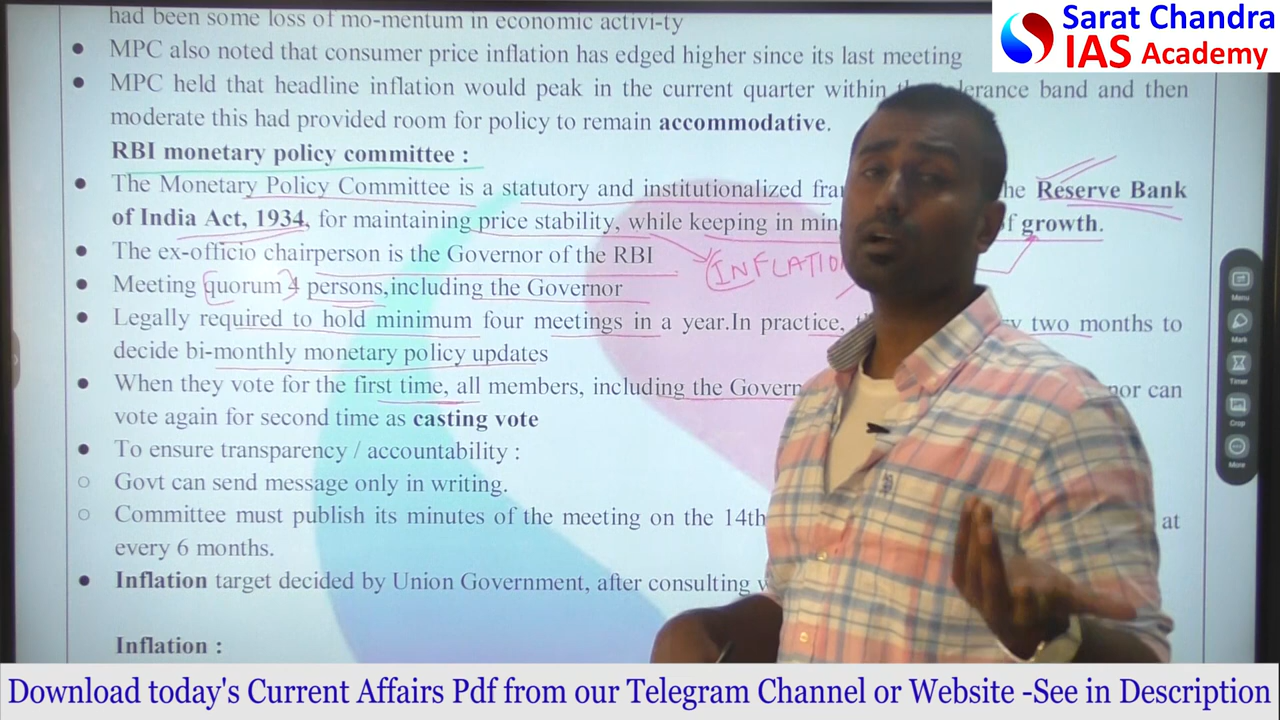 had been some loss of mo-mentum in economic activi-ty
Sarat Chandra
IAS Academy
MPC also noted that consumer price inflation has edged higher since its last meeting
MPC held that headline inflation would peak in the current quarter within lerance band and then
moderate this had provided room for policy to remain accommodative.
RBI monetary policy committee :
The Monetary Policy Committee is a statutory and institutionalized fra he Reserve Bank
of India Act, 1934, for maintaining price stability, while keeping in min of growth.
The ex-officio chairperson is the Governor of the RBI
INFLATIO
Meeting quorum 4 persons,including the Governor
Legally required to hold minimum four meetings in a year.In practice, two months to
decide bi-monthly monetary policy updates
When they vote for the first time, all members, including the Govern nor can
vote again for second time as casting vote
To ensure transparency / accountability :
Govt can send message only in writing.
Committee must publish its minutes of the meeting on the 14th at
every 6 months.
Inflation target decided by Union Government, after consulting
Inflation :
Menu
Mark
Timer
Crop
More
Download today's Current Affairs Pdf from our Telegram Channel or Website -See in Description